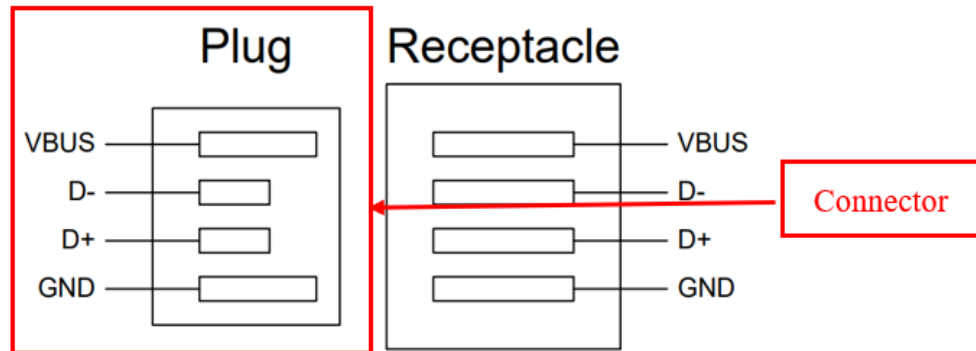 Plug
Receptacle
VBUS
D-
D+
GND
VBUS
D-
D+
GND
Connector